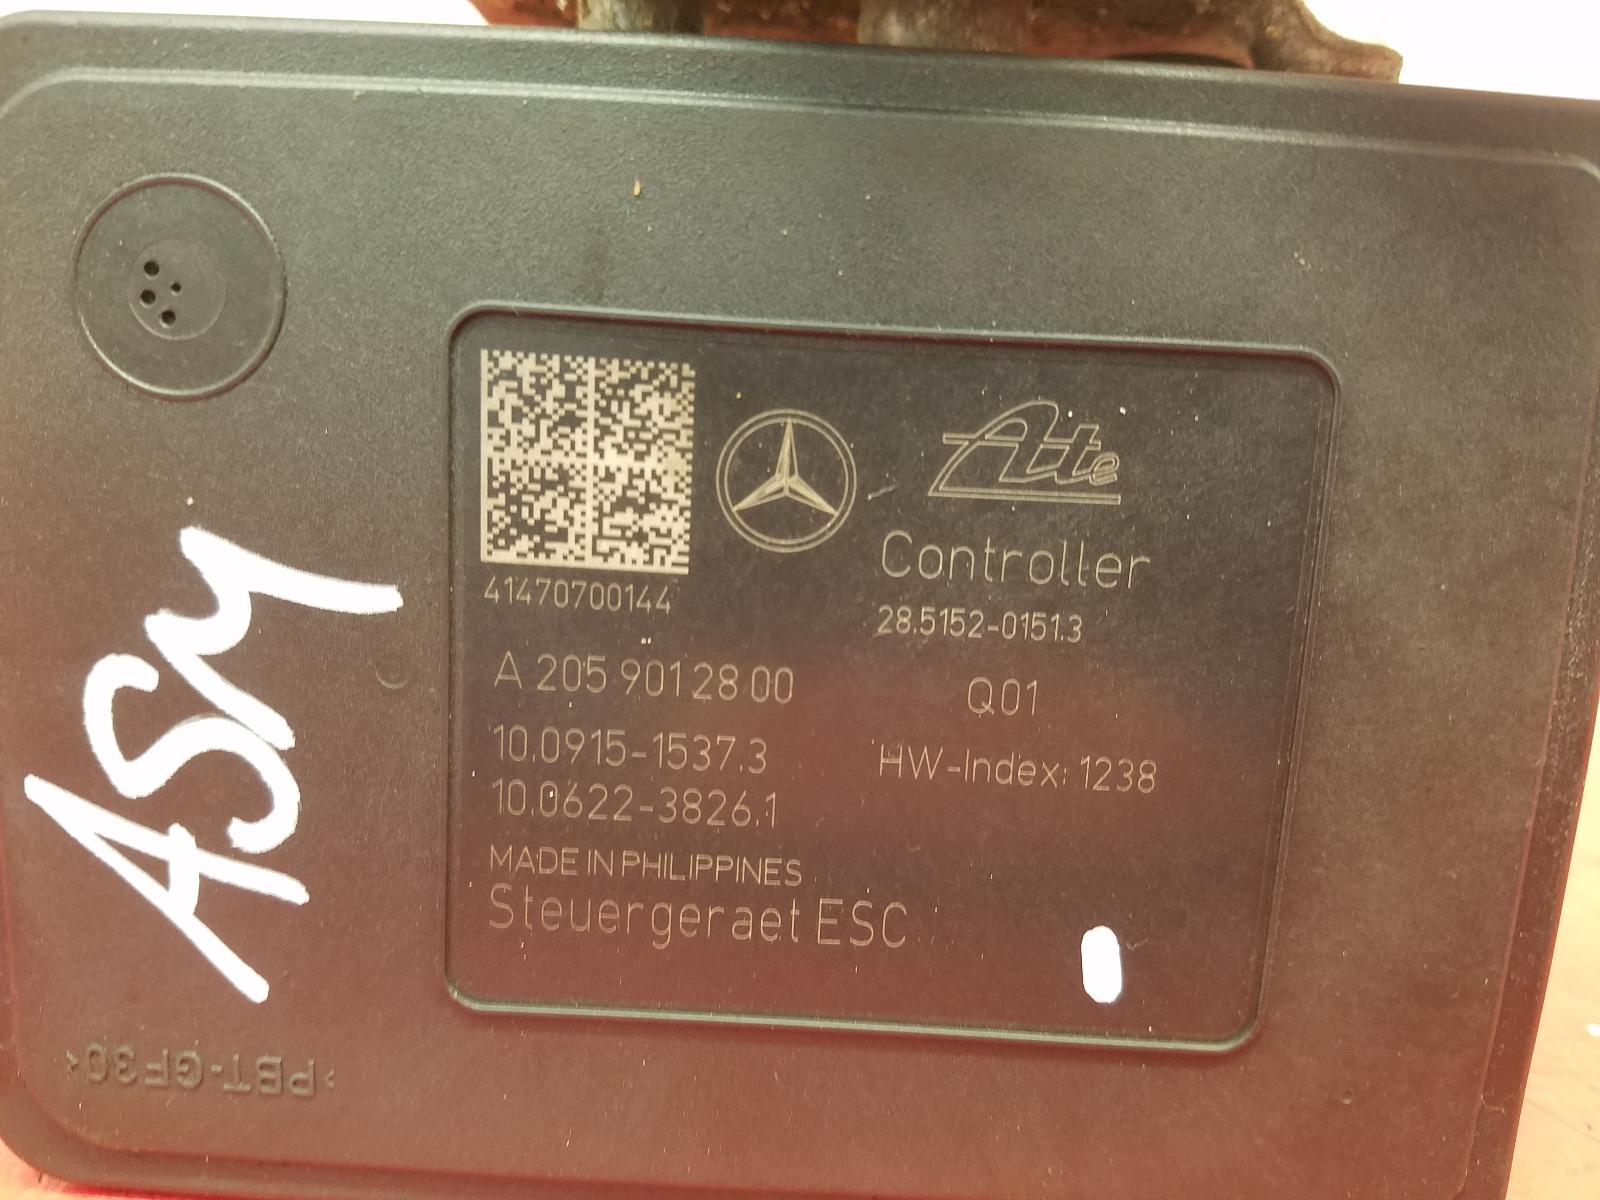 Ate
Controller
41470700144
28.5152-0151.3
A 205 901 28 00
Q01
10.0915-1537.3
HW-Index: 1238
10.0622-3826.1
MADE IN PHILIPPINES
Steuergeraet ESC
ASM
>PBT-GF30<